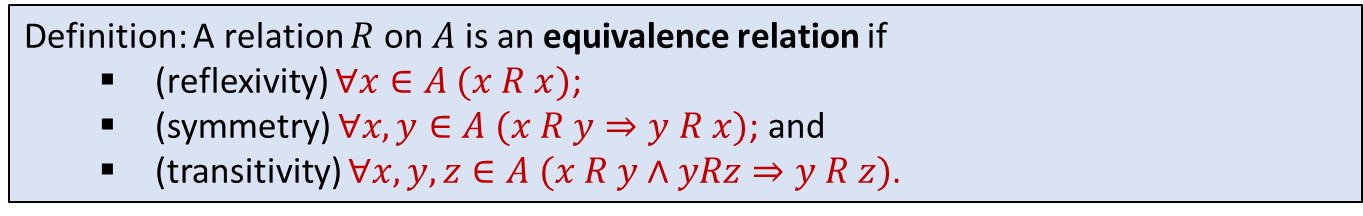 Definition: A relation 𝑅 on 𝐴 is an equivalence relation if
▪ (reflexivity) ∀𝑥 ∈ 𝐴 (𝑥 𝑅 𝑥);
▪ (symmetry) ∀𝑥, 𝑦 ∈ 𝐴 (𝑥 𝑅 𝑦 ⇒ 𝑦 𝑅 𝑥); and
▪ (transitivity) ∀𝑥, 𝑦, 𝑧 ∈ 𝐴 (𝑥 𝑅 𝑦 ∧ 𝑦𝑅𝑧 ⇒ 𝑦 𝑅 𝑧).